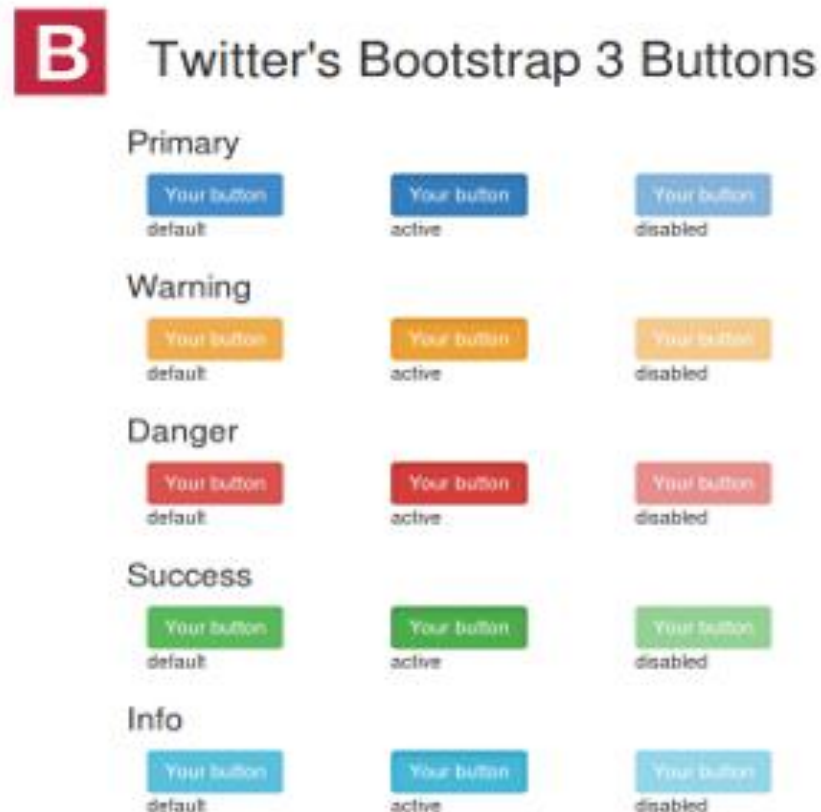 B Twitter's Bootstrap 3 Buttons
Primary
Your button Your button Your button
default active disabled
Warning
Your button Your button Your button
default active disabled
Danger
Your button Your button Your button
default active disabled
Success
Your button Your button Your button
default active disabled
Info
Your button Your button Your button
default active disabled